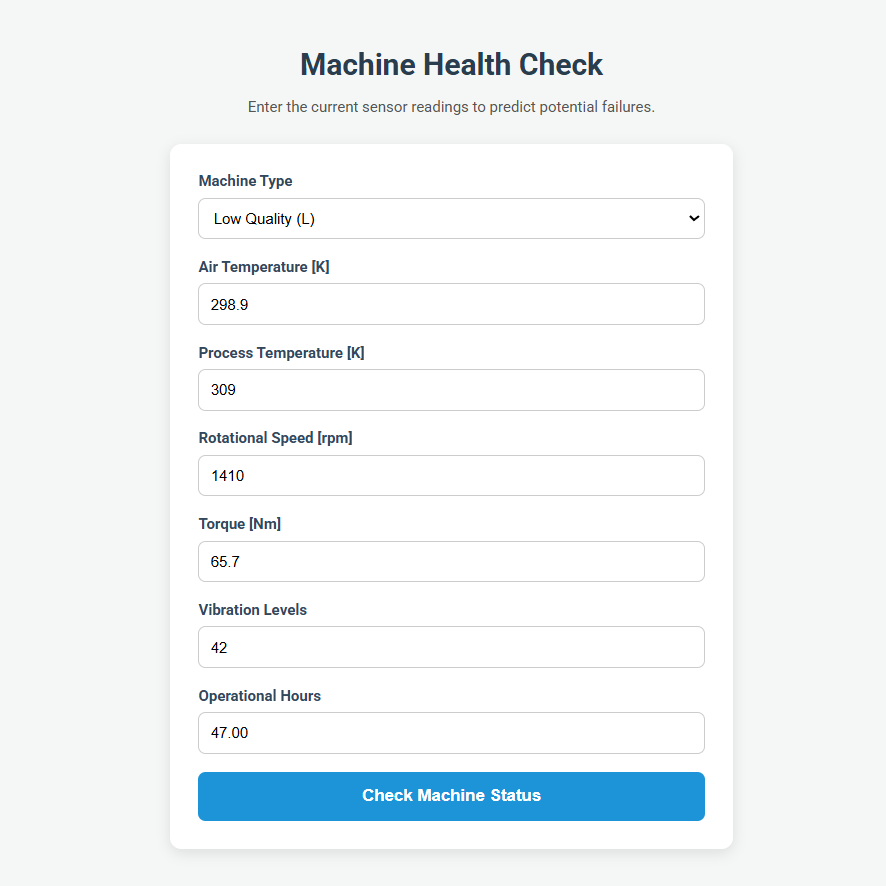 Machine Health Check
Enter the current sensor readings to predict potential failures.
Machine Type
Low Quality (L)
Air Temperature [K]
298.9
Process Temperature [K]
309
Rotational Speed [rpm]
1410
Torque [Nm]
65.7
Vibration Levels
42
Operational Hours
47.00
Check Machine Status